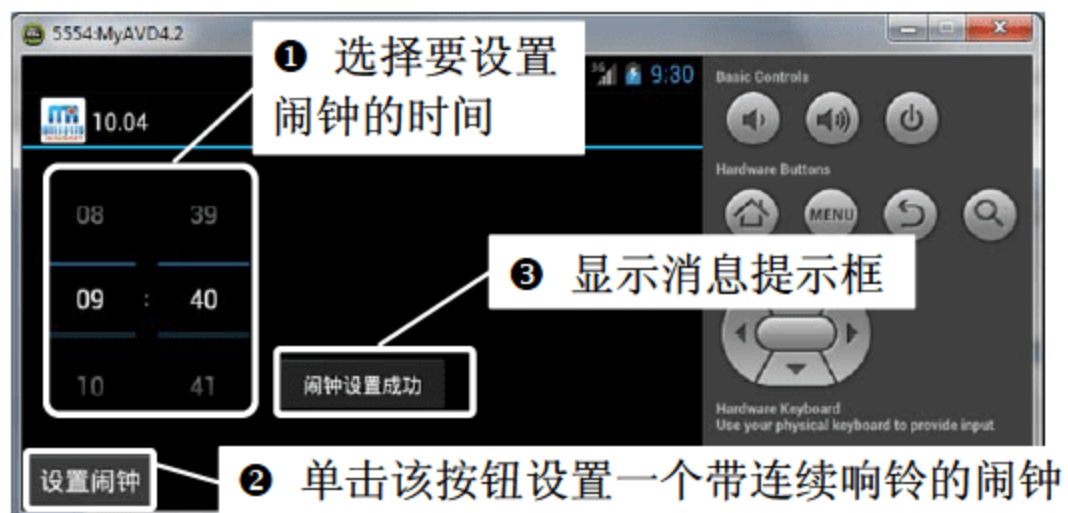 5554:MyAVD4.2
❶ 选择要设置
闹钟的时间
3G 9:30
10.04
Basic Controls
Hardware Buttons
MENU
08 39
09 : 40
10 41
❸ 显示消息提示框
闹钟设置成功
Hardware Keyboard
Use your physical keyboard to provide input
设置闹钟
❷ 单击该按钮设置一个带连续响铃的闹钟